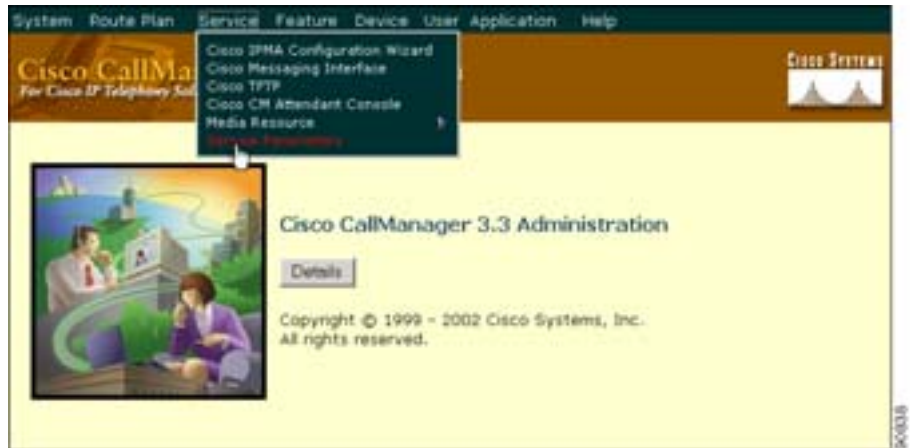 System Route Plan Service Feature Device User Application Help
Cisco IPMA Configuration Wizard
Cisco Messaging Interface
Cisco TFTP
Cisco CM Attendant Console
Media Resource
Service Parameters
Cisco CallMa
For Cisco IP Telephony Sol
Cisco Systems
Cisco CallManager 3.3 Administration
Details
Copyright © 1999 - 2002 Cisco Systems, Inc.
All rights reserved.
90838